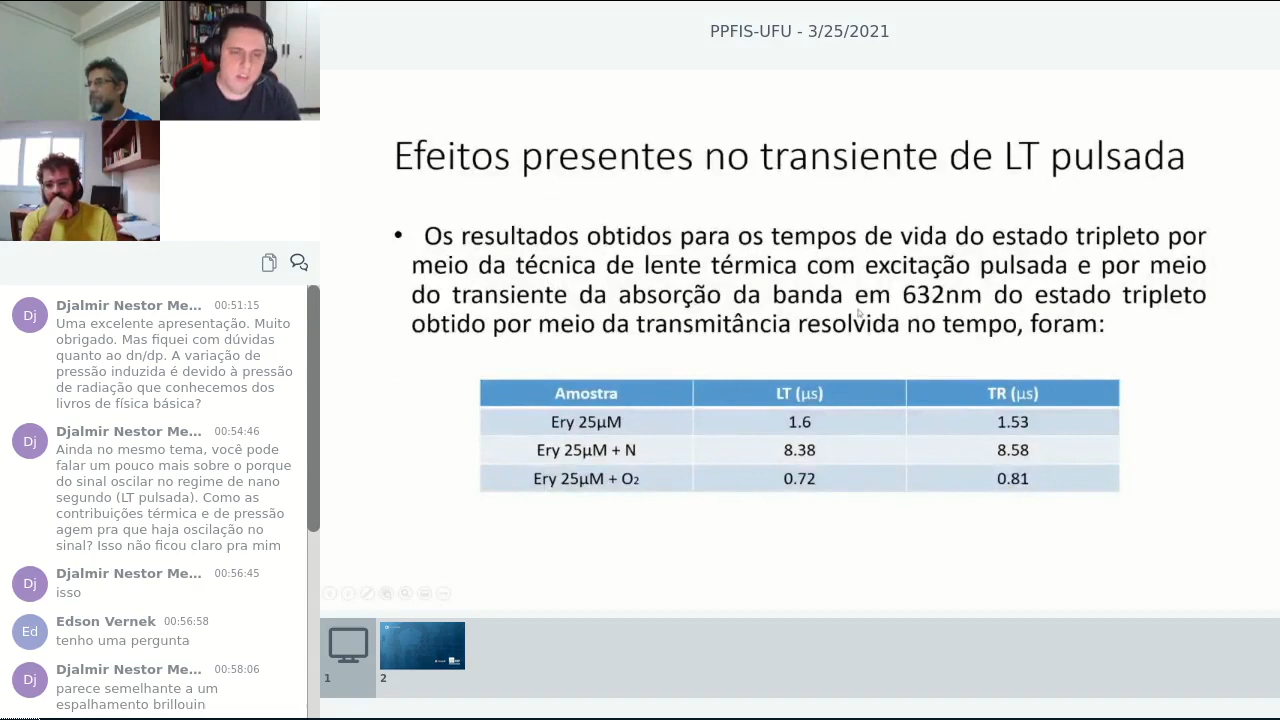 PPFIS-UFU - 3/25/2021
Efeitos presentes no transiente de LT pulsada
• Os resultados obtidos para os tempos de vida do estado tripleto por
meio da técnica de lente térmica com excitação pulsada e por meio
do transiente da absorção da banda em 632nm do estado tripleto
obtido por meio da transmitância resolvida no tempo, foram:
Amostra LT (µs) TR (µs)
Ery 25µM 1.6 1.53
Ery 25µM + N 8.38 8.58
Ery 25µM + O₂ 0.72 0.81
Dj Djalmir Nestor Me... 00:51:15
Uma excelente apresentação. Muito
obrigado. Mas fiquei com dúvidas
quanto ao dn/dp. A variação de
pressão induzida é devido à pressão
de radiação que conhecemos dos
livros de física básica?
Dj Djalmir Nestor Me... 00:54:46
Ainda no mesmo tema, você pode
falar um pouco mais sobre o porque
do sinal oscilar no regime de nano
segundo (LT pulsada). Como as
contribuições térmica e de pressão
agem pra que haja oscilação no
sinal? Isso não ficou claro pra mim
Dj Djalmir Nestor Me... 00:56:45
isso
Ed Edson Vernek 00:56:58
tenho uma pergunta
Dj Djalmir Nestor Me... 00:58:06
parece semelhante a um
espalhamento brillouin
1
2